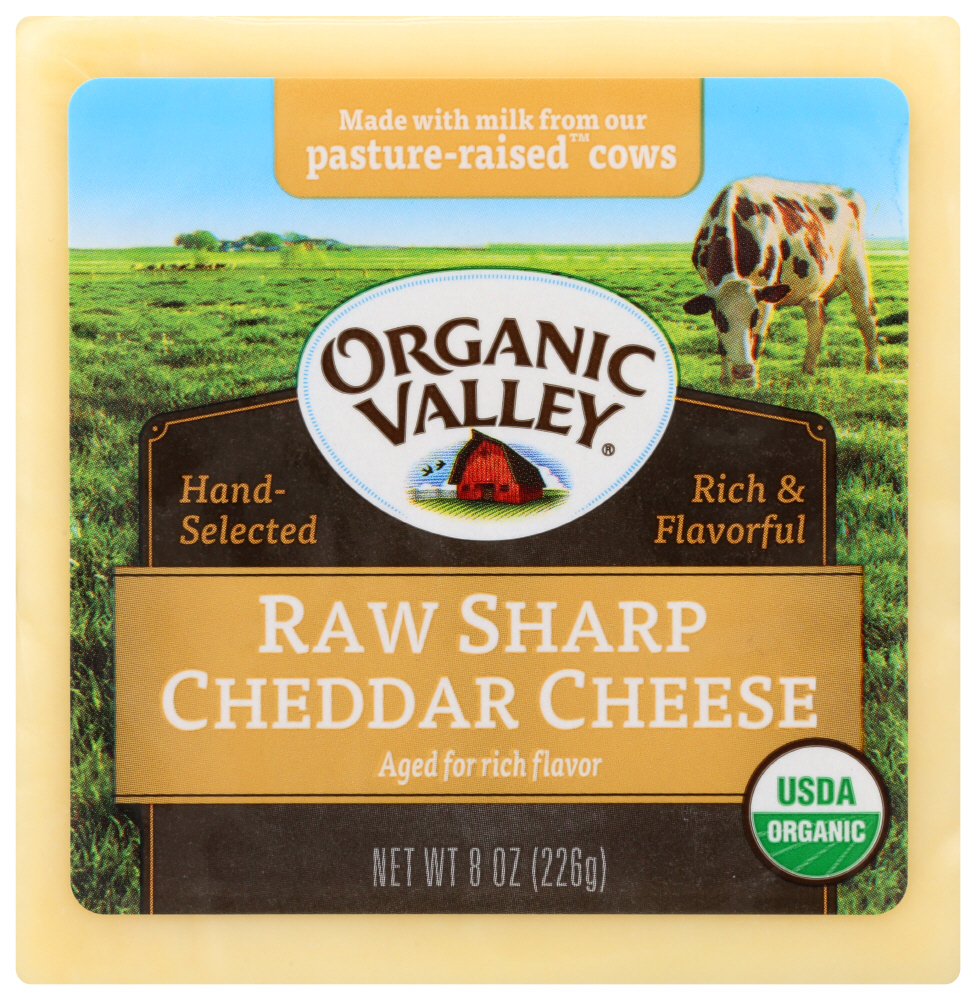 Made with milk from our
pasture-raised™ cows
ORGANIC
VALLEY®
Hand-
Selected
Rich &
Flavorful
RAW SHARP
CHEDDAR CHEESE
Aged for rich flavor
USDA
ORGANIC
NET WT 8 OZ (226g)